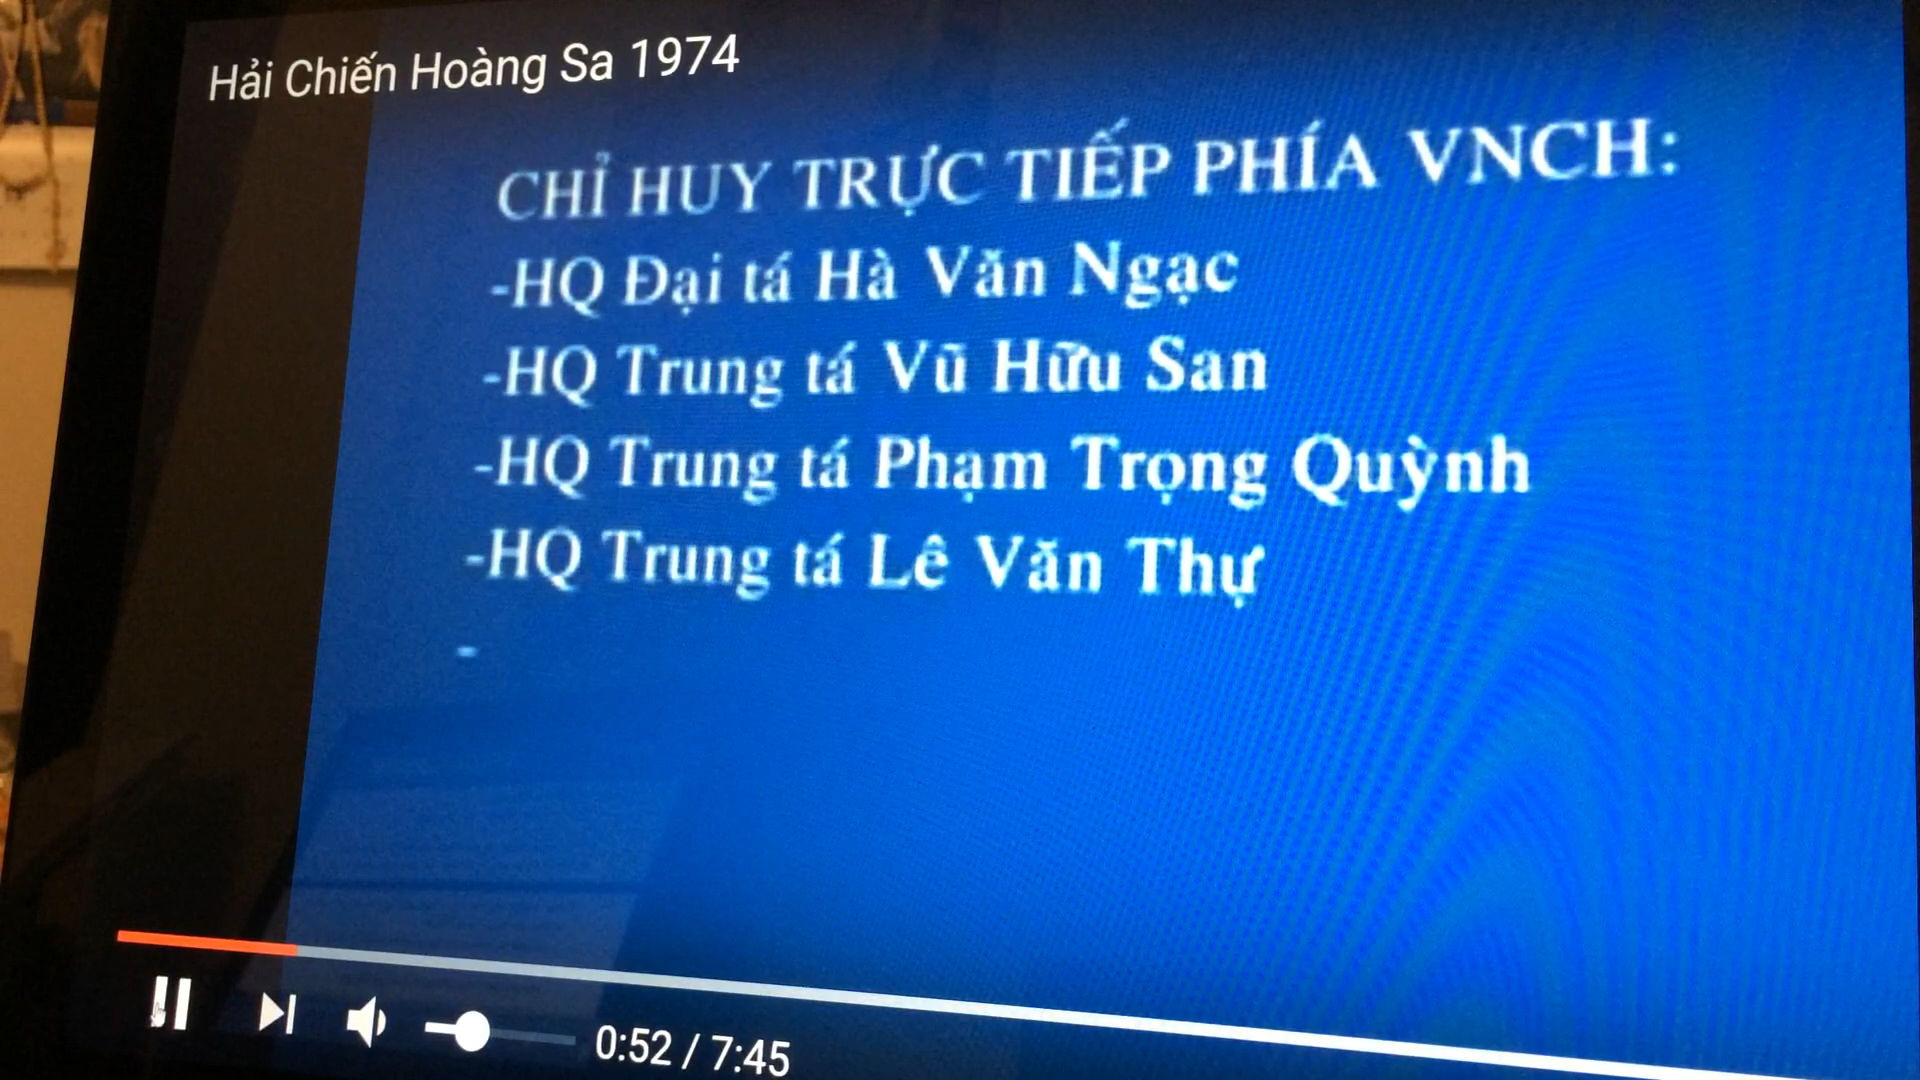 Hải Chiến Hoàng Sa 1974
CHỈ HUY TRỰC TIẾP PHÍA VNCH:
-HQ Đại tá Hà Văn Ngạc
-HQ Trung tá Vũ Hữu San
-HQ Trung tá Phạm Trọng Quỳnh
-HQ Trung tá Lê Văn Thự
-
0:52 / 7:45